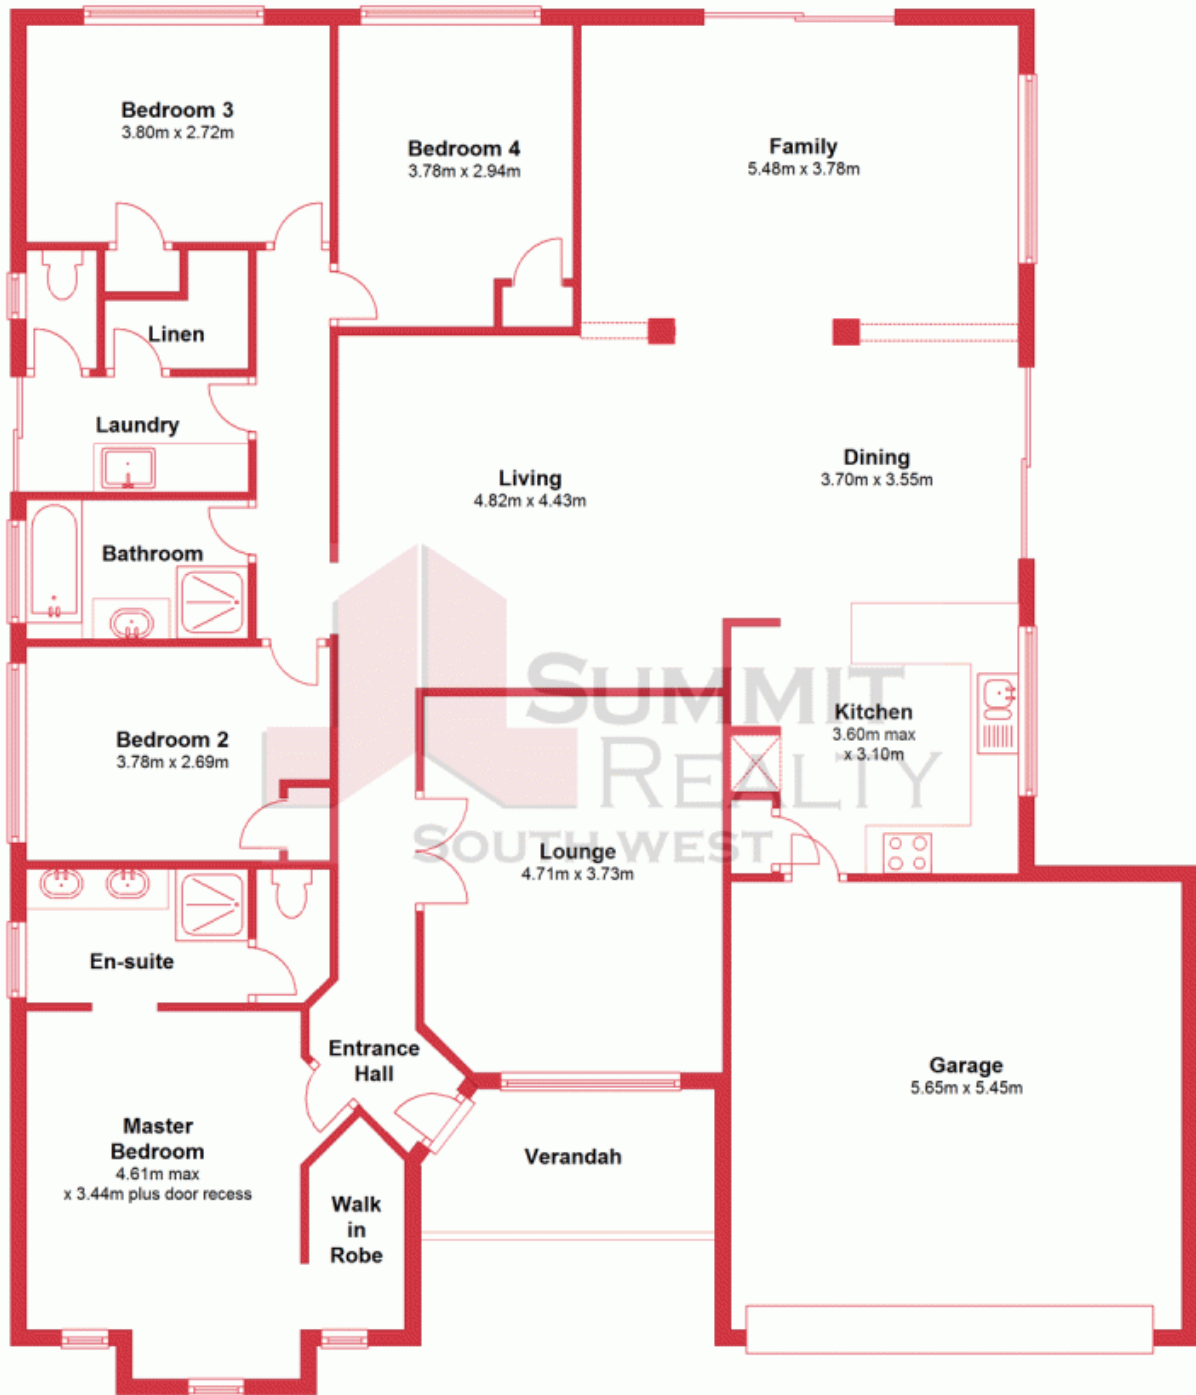 Bedroom 3
3.80m x 2.72m
Bedroom 4
3.78m x 2.94m
Family
5.48m x 3.78m
Linen
Laundry
Living
4.82m x 4.43m
Dining
3.70m x 3.55m
Bathroom
SUMMIT
REALTY
SOUTH WEST
Bedroom 2
3.78m x 2.69m
Kitchen
3.60m max
x 3.10m
Lounge
4.71m x 3.73m
En-suite
Entrance
Hall
Garage
5.65m x 5.45m
Master
Bedroom
4.61m max
x 3.44m plus door recess
Verandah
Walk
in
Robe